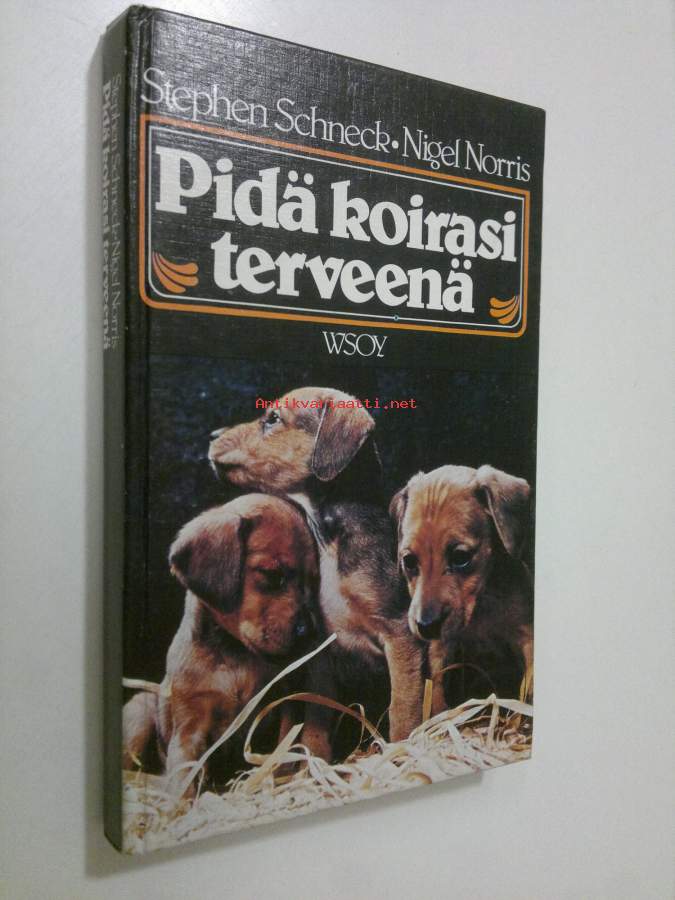 Stephen Schneck • Nigel Norris
Pidä koirasi
terveenä
WSOY
Antikvariaatti.net
Stephen Schneck • Nigel Norris
Pidä koirasi terveenä